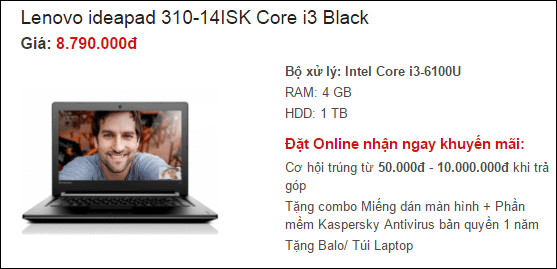 Lenovo ideapad 310-14ISK Core i3 Black
Giá: 8.790.000đ
Bộ xử lý: Intel Core i3-6100U
RAM: 4 GB
HDD: 1 TB
Đặt Online nhận ngay khuyến mãi:
Cơ hội trúng từ 50.000đ - 10.000.000đ khi trả
góp
Tặng combo Miếng dán màn hình + Phần
mềm Kaspersky Antivirus bản quyền 1 năm
Tặng Balo/ Túi Laptop